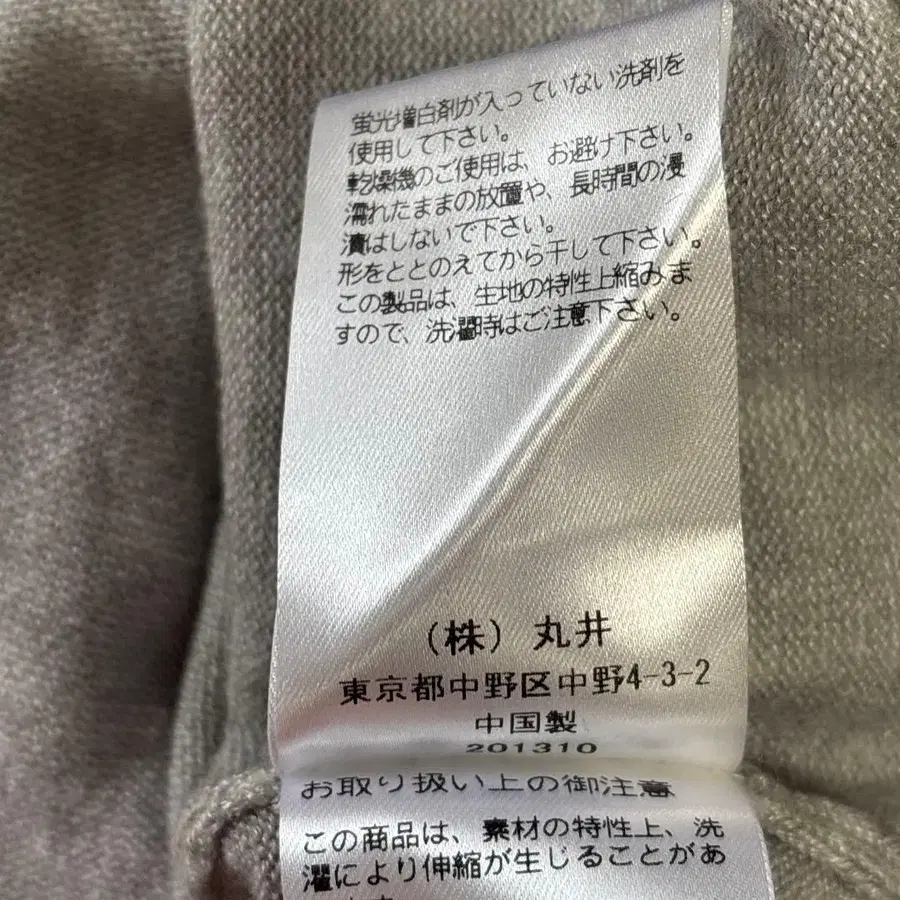 蛍光増白剤が入っていない洗剤を
使用して下さい。
乾燥機のご使用は、お避け下さい。
濡れたままの放置や、長時間の浸
漬はしないで下さい。
形をととのえてから干して下さい。
この製品は、生地の特性上縮みま
すので、洗濯時はご注意下さい。
（株）丸井
東京都中野区中野4-3-2
中国製
201310
お取り扱い上の御注意
この商品は、素材の特性上、洗
濯により伸縮が生じることがあ